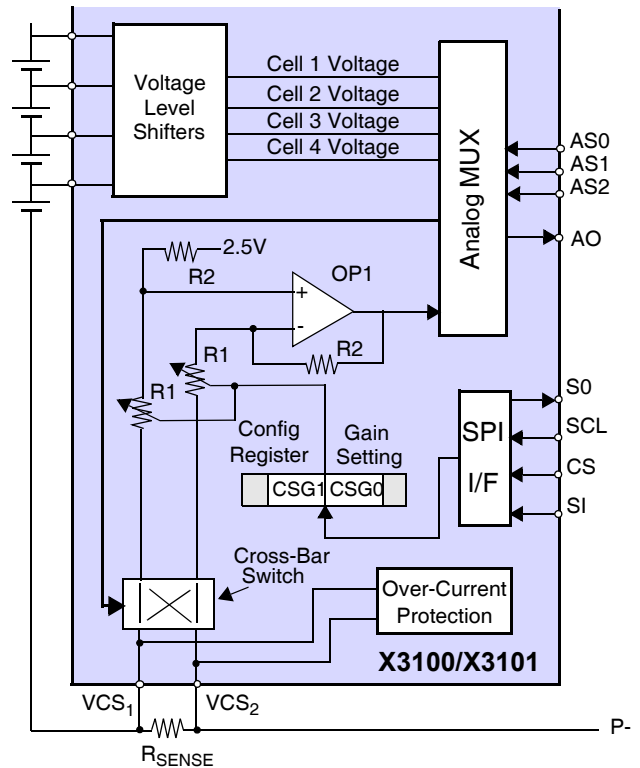 Voltage
Level
Shifters
Cell 1 Voltage
Cell 2 Voltage
Cell 3 Voltage
Cell 4 Voltage
Analog MUX
AS0
AS1
AS2
AO
2.5V
R2
OP1
+
-
R2
R1
R1
Config
Register
Gain
Setting
CSG1
CSG0
SPI
I/F
S0
SCL
CS
SI
Cross-Bar
Switch
Over-Current
Protection
X3100/X3101
VCS1
VCS2
RSENSE
P-